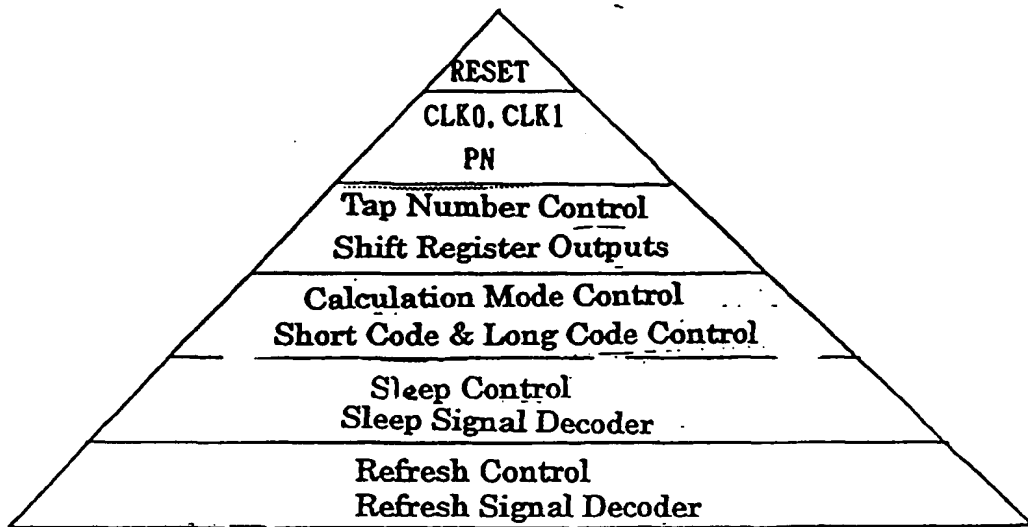 RESET
CLK0, CLK1
PN
Tap Number Control
Shift Register Outputs
Calculation Mode Control
Short Code & Long Code Control
Sleep Control
Sleep Signal Decoder
Refresh Control
Refresh Signal Decoder